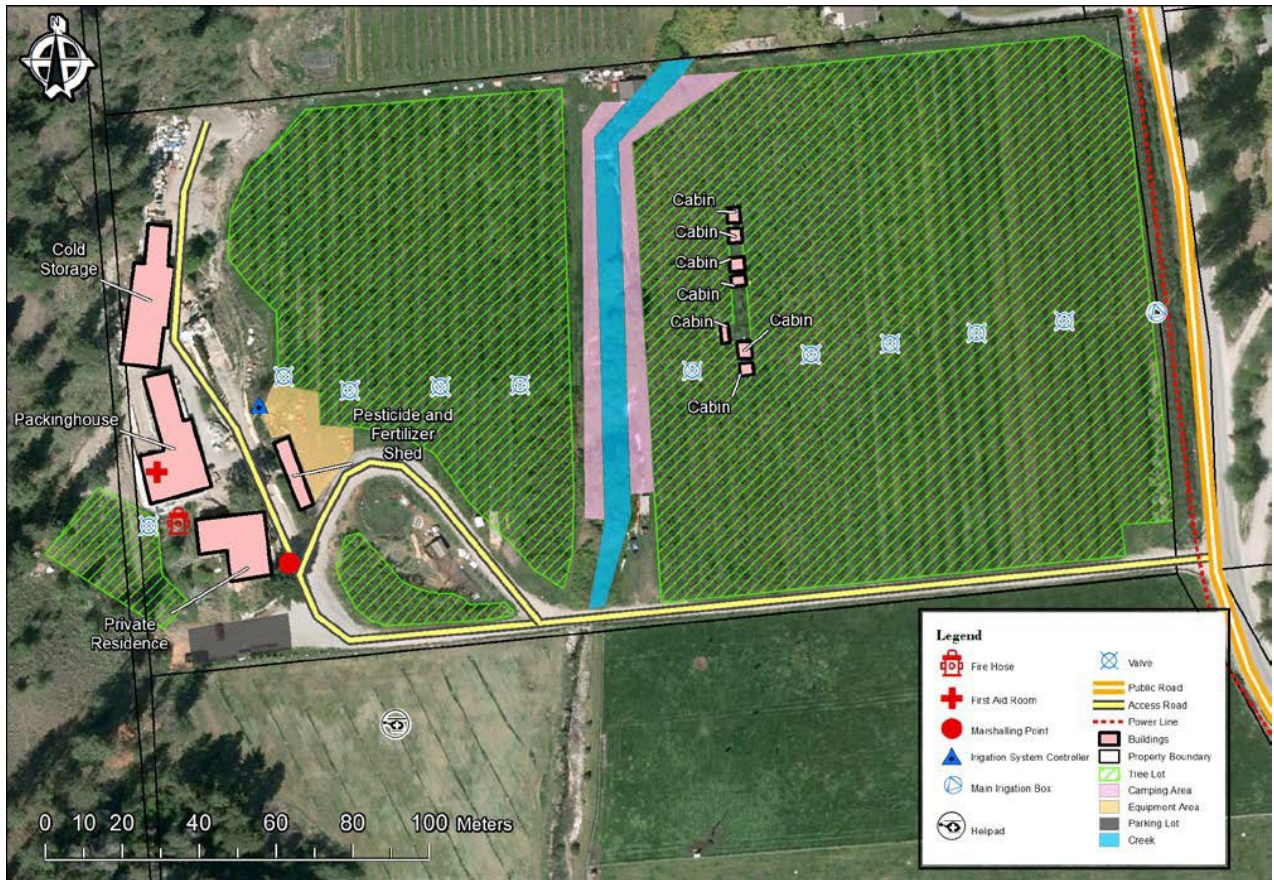 N
Cold
Storage
Packinghouse
Private
Residence
Pesticide and
Fertilizer
Shed
Cabin
Cabin
Cabin
Cabin
Cabin
Cabin
Cabin
0 10 20 40 60 80 100 Meters
Legend
Fire Hose
First Aid Room
Marshalling Point
Irigation System Controller
Main Irigation Box
Helpad
Valve
Public Road
Access Road
Power Line
Buildings
Property Boundary
Tree Lot
Camping Area
Equipment Area
Parking Lot
Creek